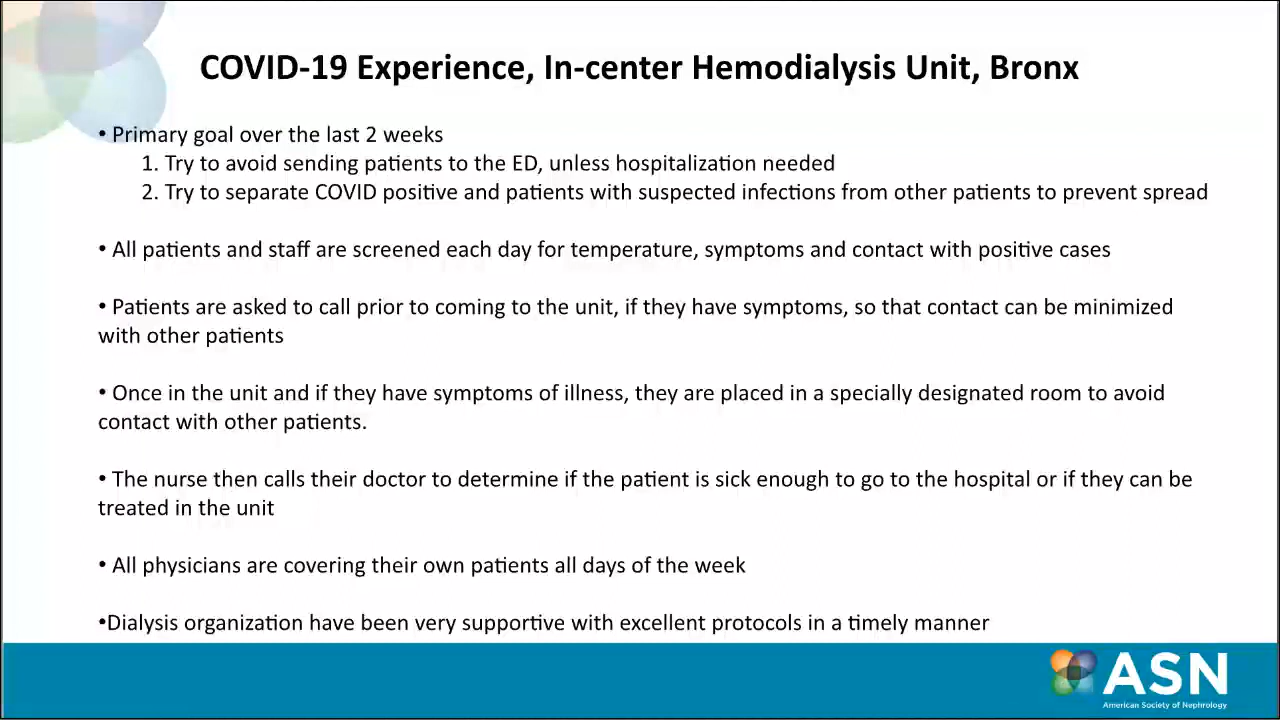 COVID-19 Experience, In-center Hemodialysis Unit, Bronx
• Primary goal over the last 2 weeks
1. Try to avoid sending patients to the ED, unless hospitalization needed
2. Try to separate COVID positive and patients with suspected infections from other patients to prevent spread
• All patients and staff are screened each day for temperature, symptoms and contact with positive cases
• Patients are asked to call prior to coming to the unit, if they have symptoms, so that contact can be minimized
with other patients
• Once in the unit and if they have symptoms of illness, they are placed in a specially designated room to avoid
contact with other patients.
• The nurse then calls their doctor to determine if the patient is sick enough to go to the hospital or if they can be
treated in the unit
• All physicians are covering their own patients all days of the week
•Dialysis organization have been very supportive with excellent protocols in a timely manner
ASN
American Society of Nephrology